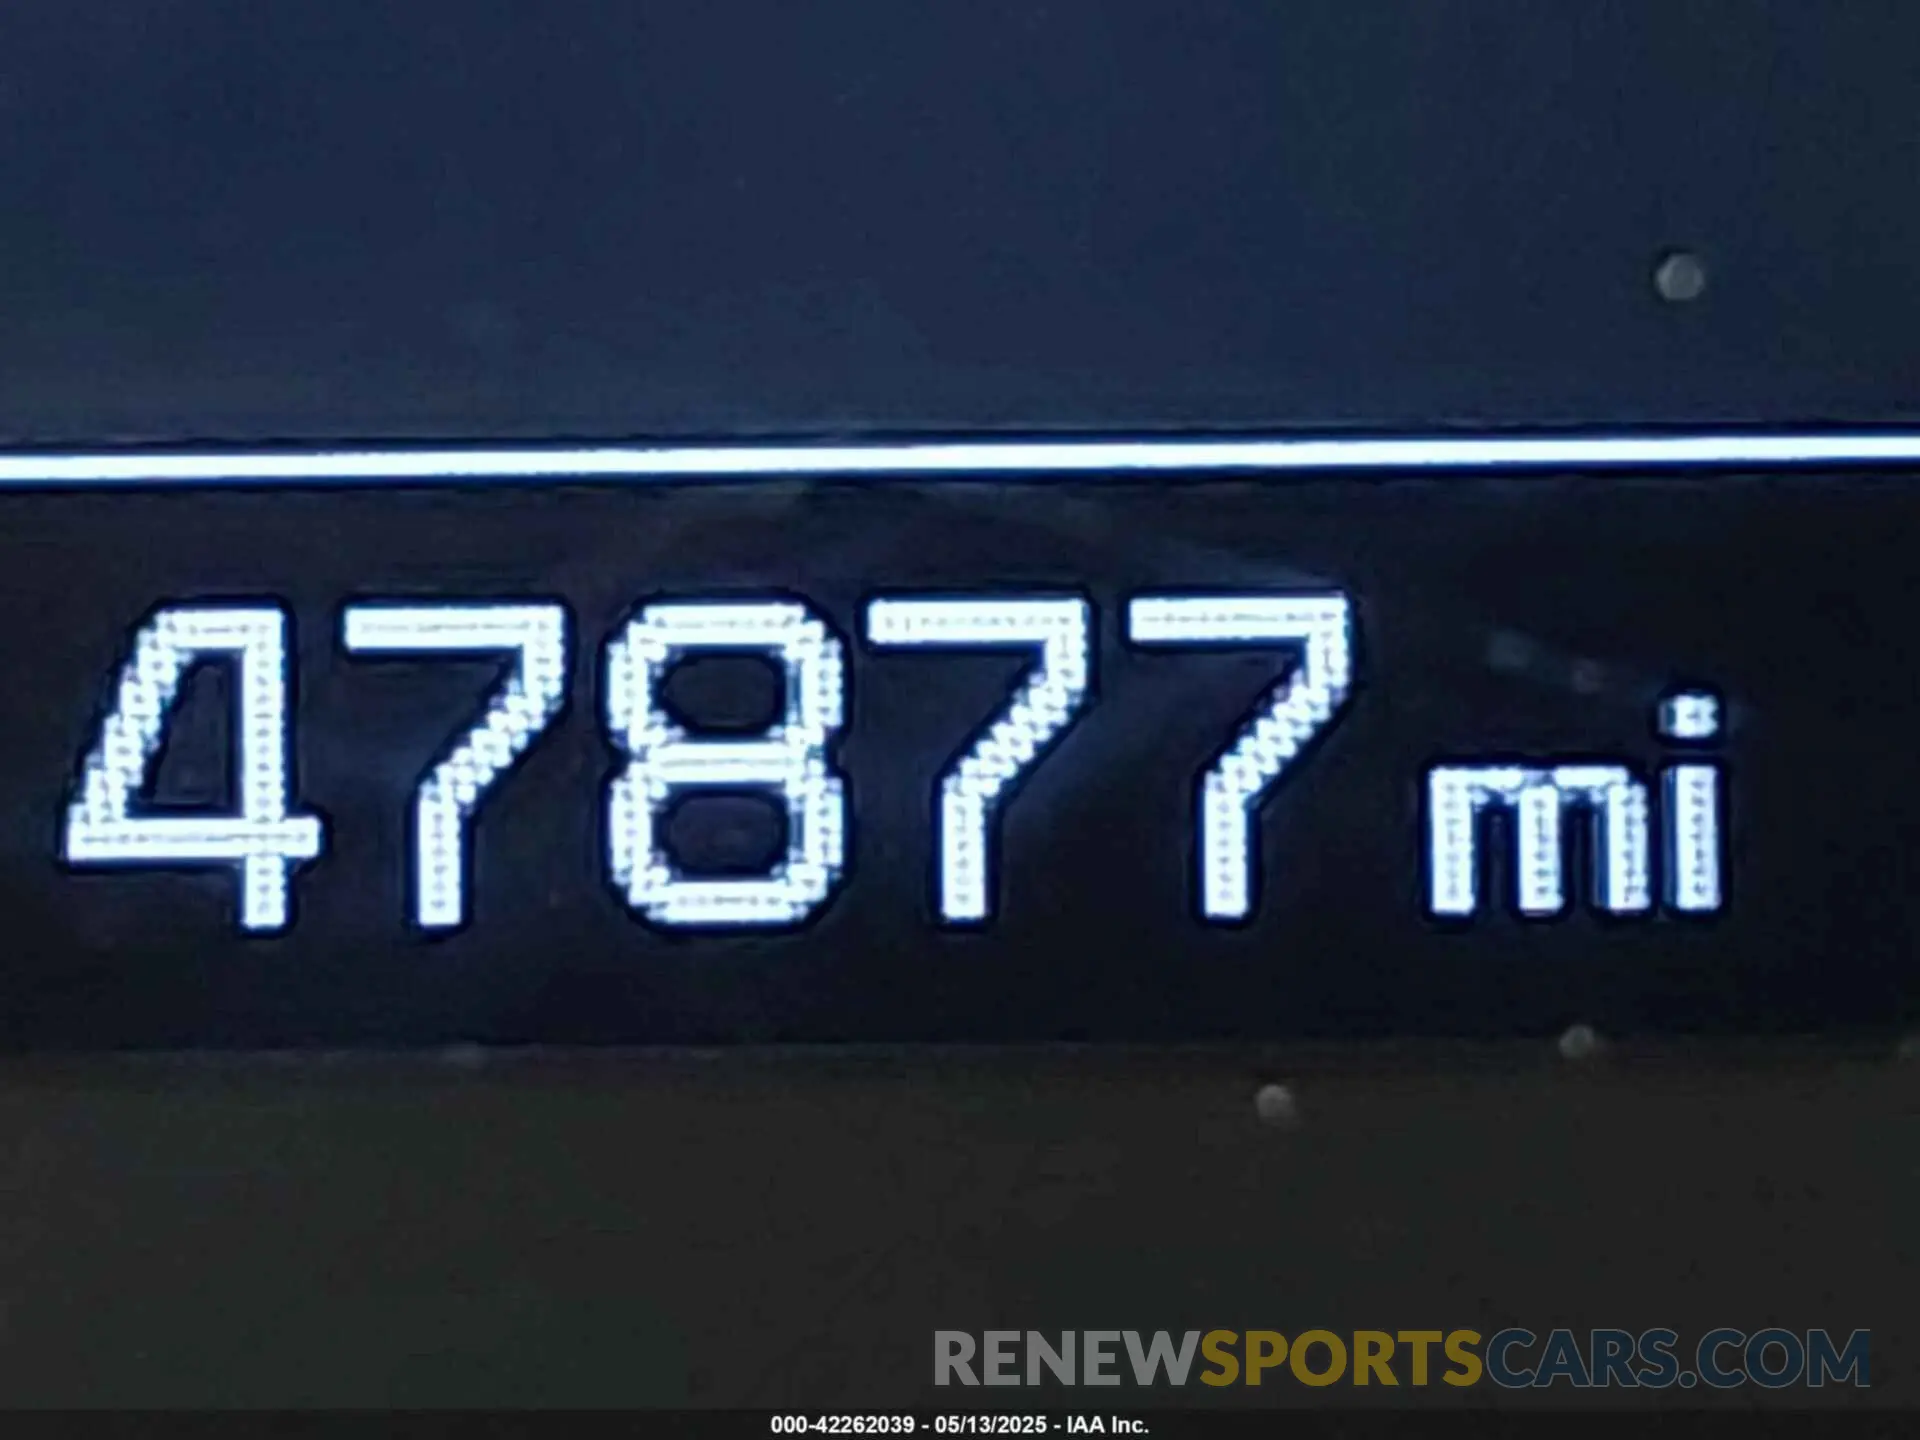 47877 mi
RENEWSPORTSCARS.COM
000-42262039 - 05/13/2025 - IAA Inc.